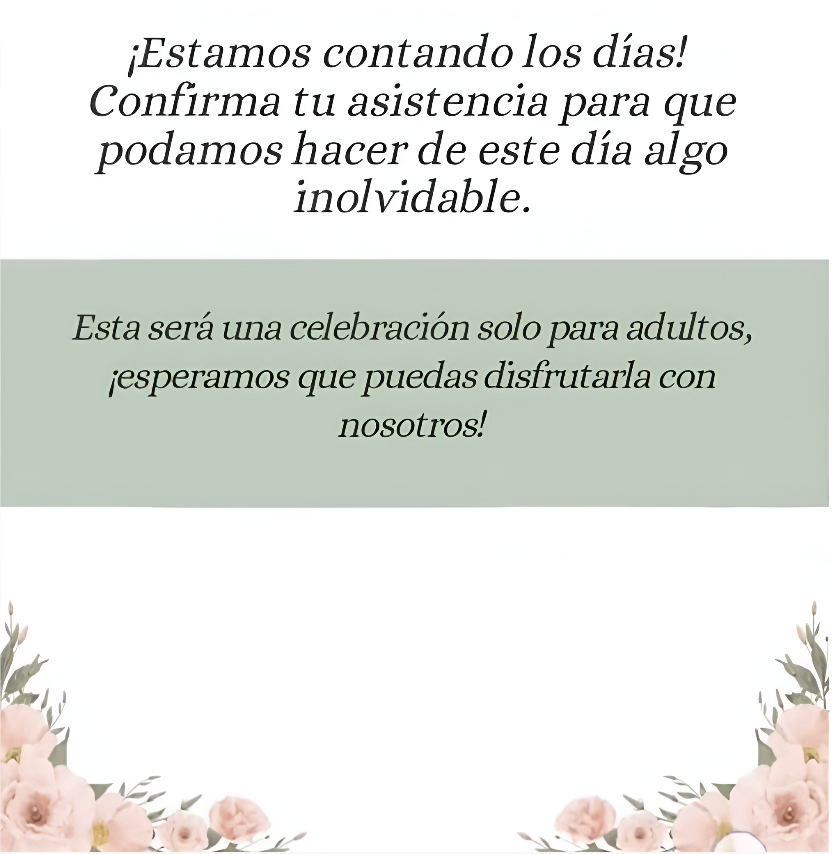 ¡Estamos contando los días!
Confirma tu asistencia para que
podamos hacer de este día algo
inolvidable.
Esta será una celebración solo para adultos,
¡esperamos que puedas disfrutarla con
nosotros!